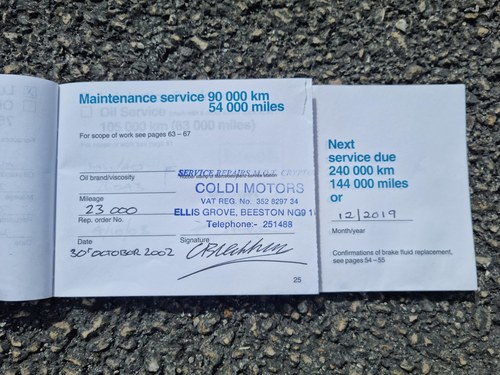 Maintenance service 90 000 km
54 000 miles
For scope of work see pages 63 – 67
Oil brand/viscosity
SERVICE REPAIRS M.O.T.
COLDI MOTORS
VAT REG. No. 352 8297 34
ELLIS GROVE, BEESTON NG9 1
Telephone:- 251488
Mileage
23 000
Rep. order No.
Date
30th OCTOBER 2002
Signature
25
Next
service due
240 000 km
144 000 miles
or
12/2019
Month/year
Confirmations of brake fluid replacement,
see pages 54 – 55